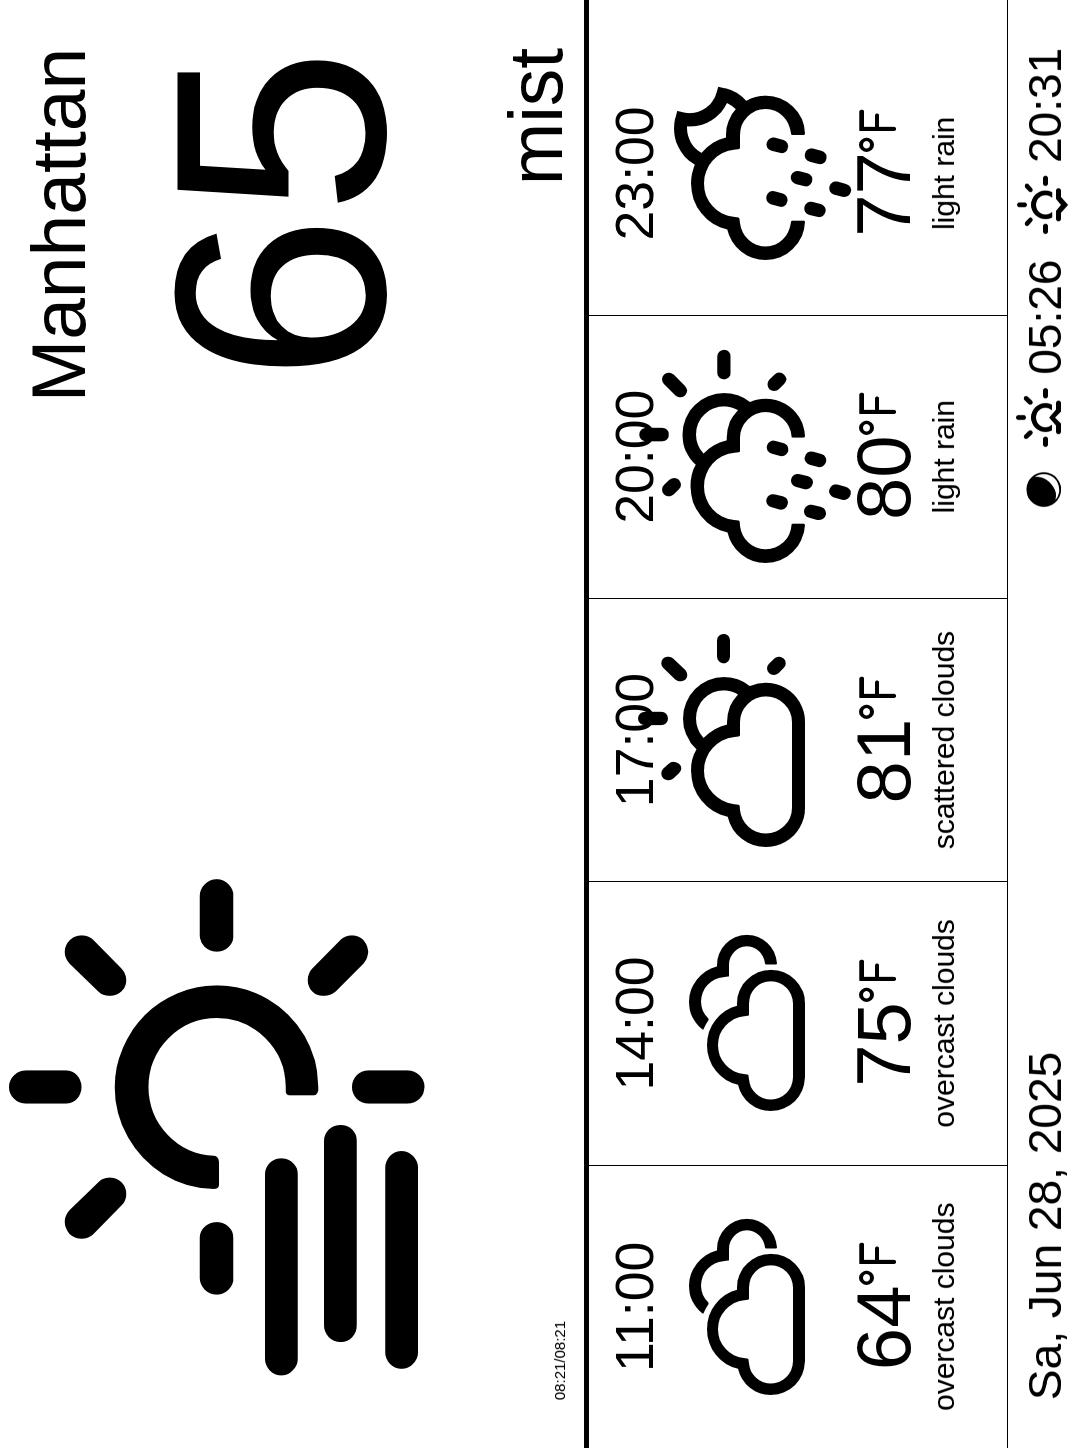 Manhattan
65
mist
08:21/08:21
11:00 14:00 17:00 20:00 23:00
64°F 75°F 81°F 80°F 77°F
overcast clouds overcast clouds scattered clouds light rain light rain
Sa, Jun 28, 2025 05:26 20:31